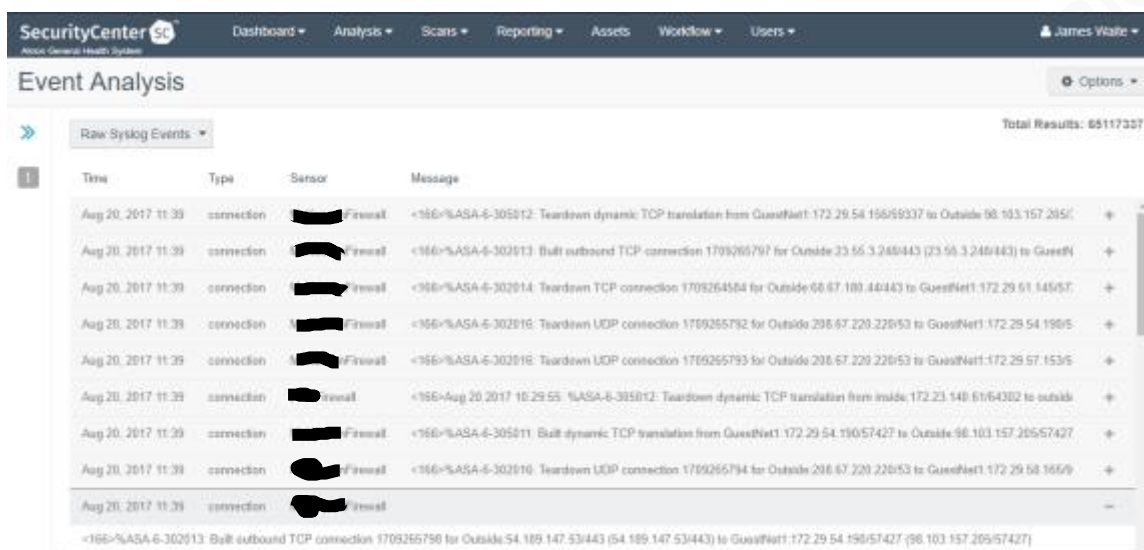 SecurityCenter SC Dashboard Analysis Scans Reporting Assets Workflow Users James Waite
General Health System
Event Analysis
Options
Raw Syslog Events
Total Results: 65117337
Time Type Sensor Message
Aug 20, 2017 11:39 connection Firewall <166>%ASA-6-305012: Teardown dynamic TCP translation from GuestNet1:172.29.54.156/59337 to Outside:98.103.157.205/
Aug 20, 2017 11:39 connection Firewall <166>%ASA-6-302013: Built outbound TCP connection 1709265797 for Outside:23.55.3.240/443 (23.55.3.240/443) to GuestN
Aug 20, 2017 11:39 connection Firewall <166>%ASA-6-302014: Teardown TCP connection 1709264584 for Outside:68.67.180.44/443 to GuestNet1:172.29.51.145/57
Aug 20, 2017 11:39 connection Firewall <166>%ASA-6-302016: Teardown UDP connection 1709265792 for Outside:208.67.220.220/53 to GuestNet1:172.29.54.190/5
Aug 20, 2017 11:39 connection Firewall <166>%ASA-6-302016: Teardown UDP connection 1709265793 for Outside:208.67.220.220/53 to GuestNet1:172.29.57.153/5
Aug 20, 2017 11:39 connection irewall <166>Aug 20 2017 10:29:55: %ASA-6-305012: Teardown dynamic TCP translation from inside:172.23.140.61/64302 to outside
Aug 20, 2017 11:39 connection Firewall <166>%ASA-6-305011: Built dynamic TCP translation from GuestNet1:172.29.54.190/57427 to Outside:98.103.157.205/57427
Aug 20, 2017 11:39 connection Firewall <166>%ASA-6-302016: Teardown UDP connection 1709265794 for Outside:208.67.220.220/53 to GuestNet1:172.29.58.165/9
Aug 20, 2017 11:39 connection Firewall
<166>%ASA-6-302013: Built outbound TCP connection 1709265798 for Outside:54.189.147.53/443 (54.189.147.53/443) to GuestNet1:172.29.54.190/57427 (98.103.157.205/57427)